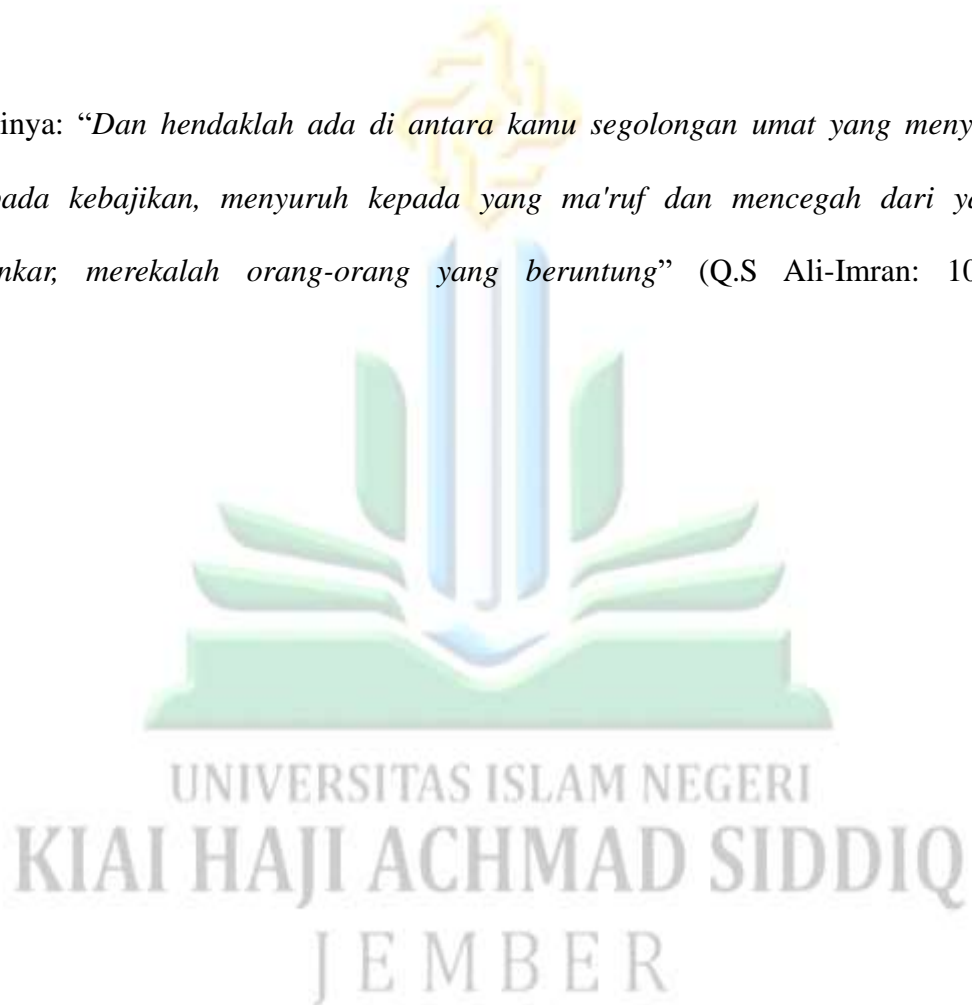 inya: “Dan hendaklah ada di antara kamu segolongan umat yang meny
ada kebajikan, menyuruh kepada yang ma'ruf dan mencegah dari ya
nkar, merekalah orang-orang yang beruntung” (Q.S Ali-Imran: 10
UNIVERSITAS ISLAM NEGERI
KIAI HAJI ACHMAD SIDDIQ
JEMBER